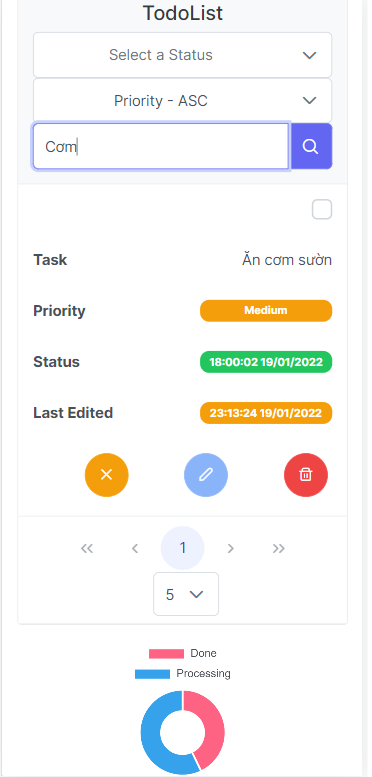 TodoList
Select a Status
Priority - ASC
Cơm
Task Ăn cơm sườn
Priority Medium
Status 18:00:02 19/01/2022
Last Edited 23:13:24 19/01/2022
1
5
Done
Processing